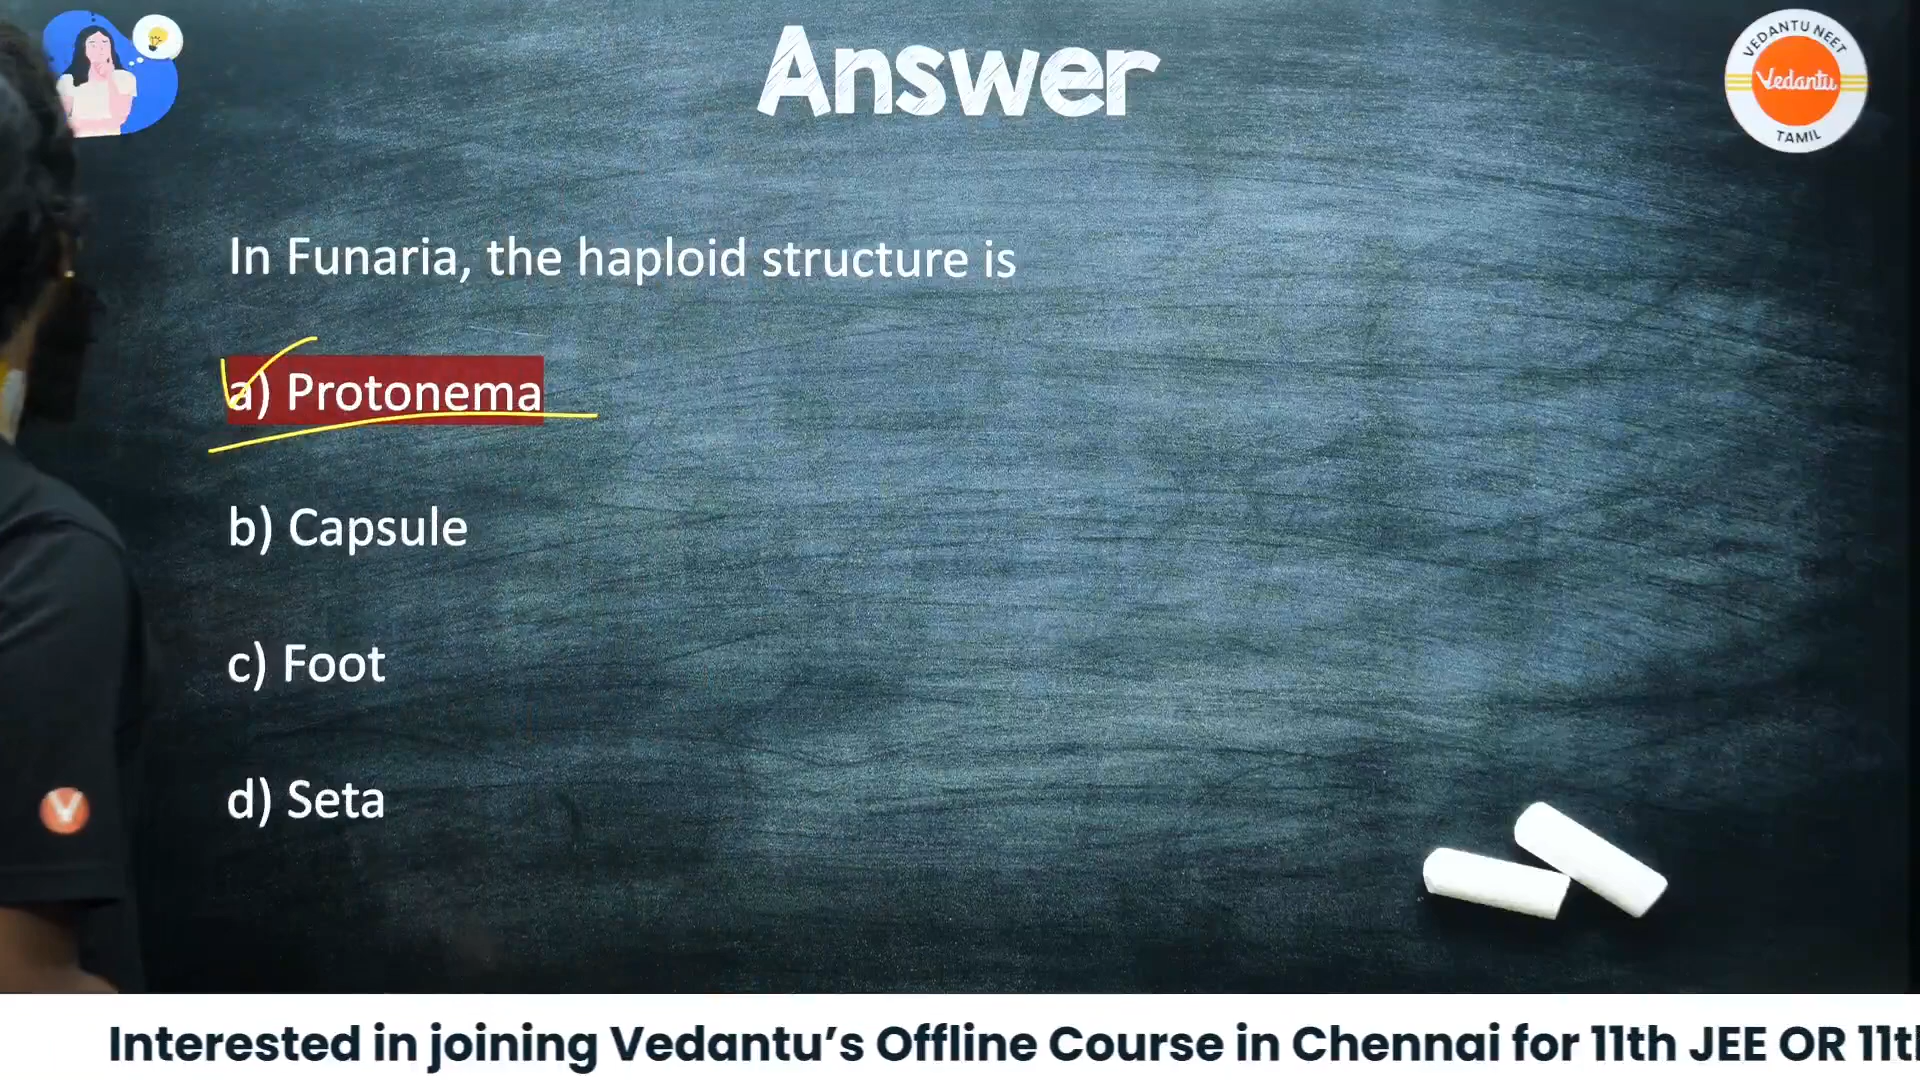 Answer
VEDANTU NEET
Vedantu
TAMIL
In Funaria, the haploid structure is
a) Protonema
b) Capsule
c) Foot
d) Seta
V
Interested in joining Vedantu's Offline Course in Chennai for 11th JEE OR 11t